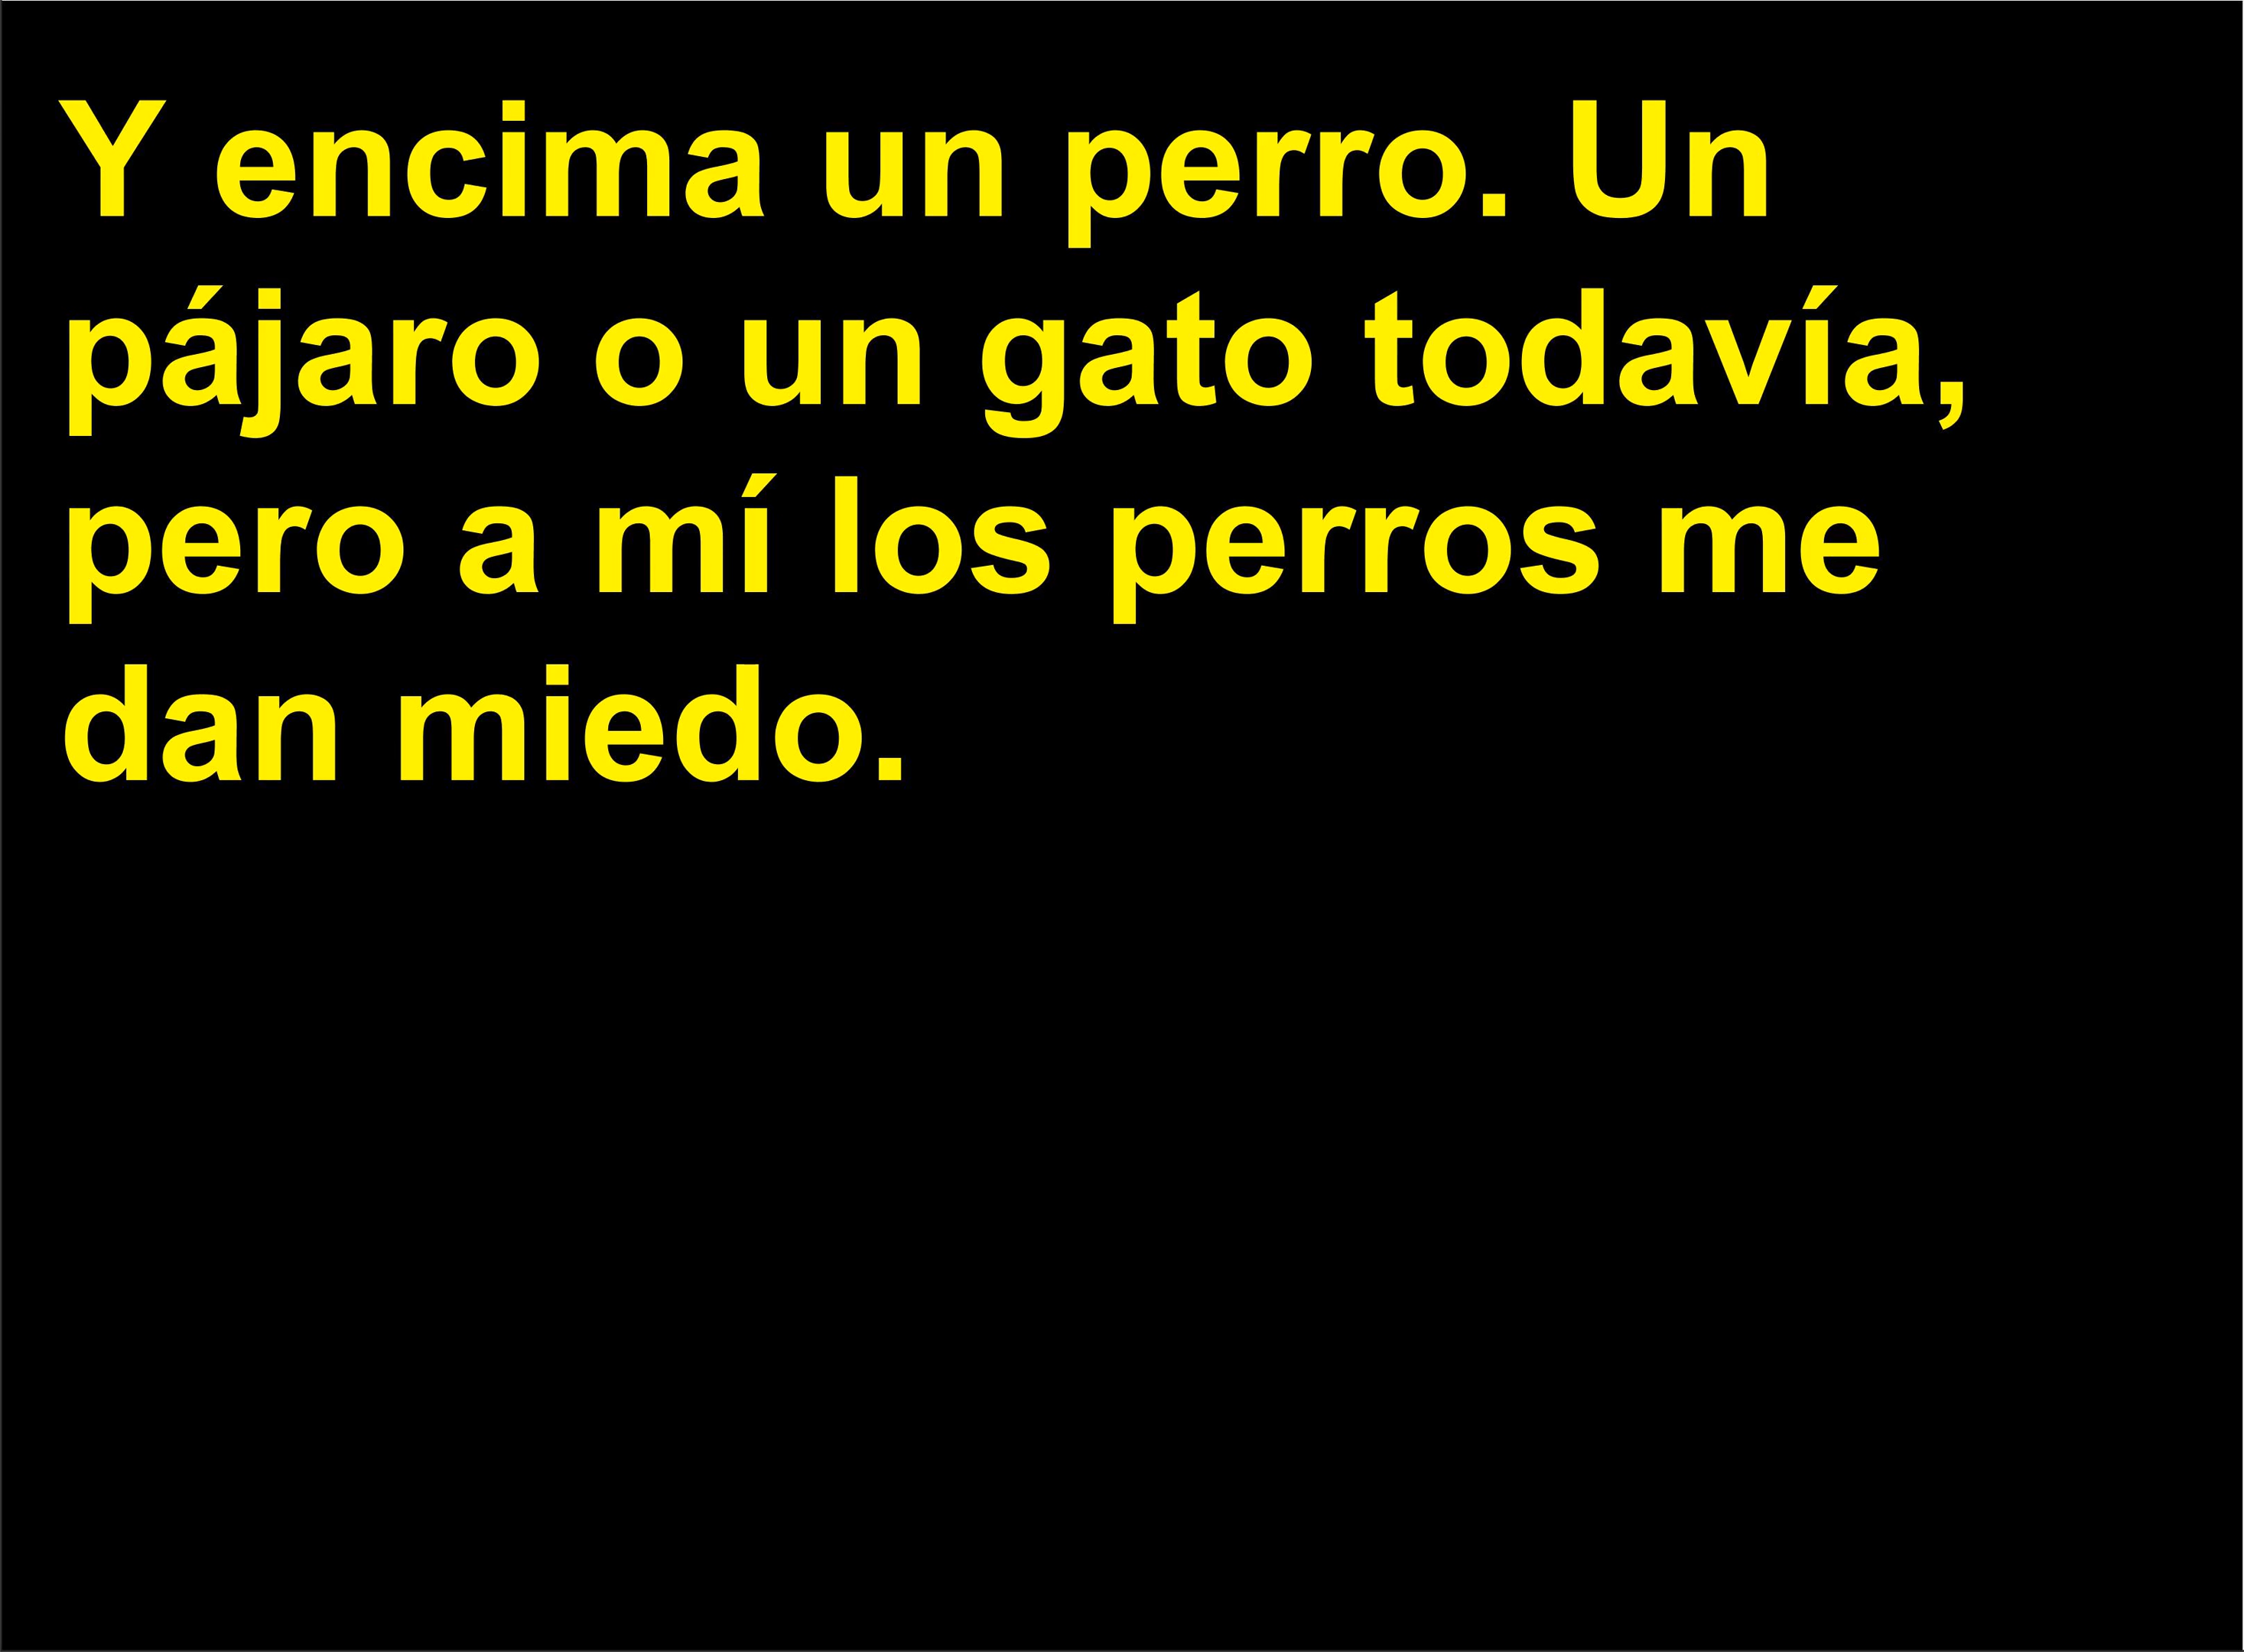 Y encima un perro. Un
pájaro o un gato todavía,
pero a mí los perros me
dan miedo.